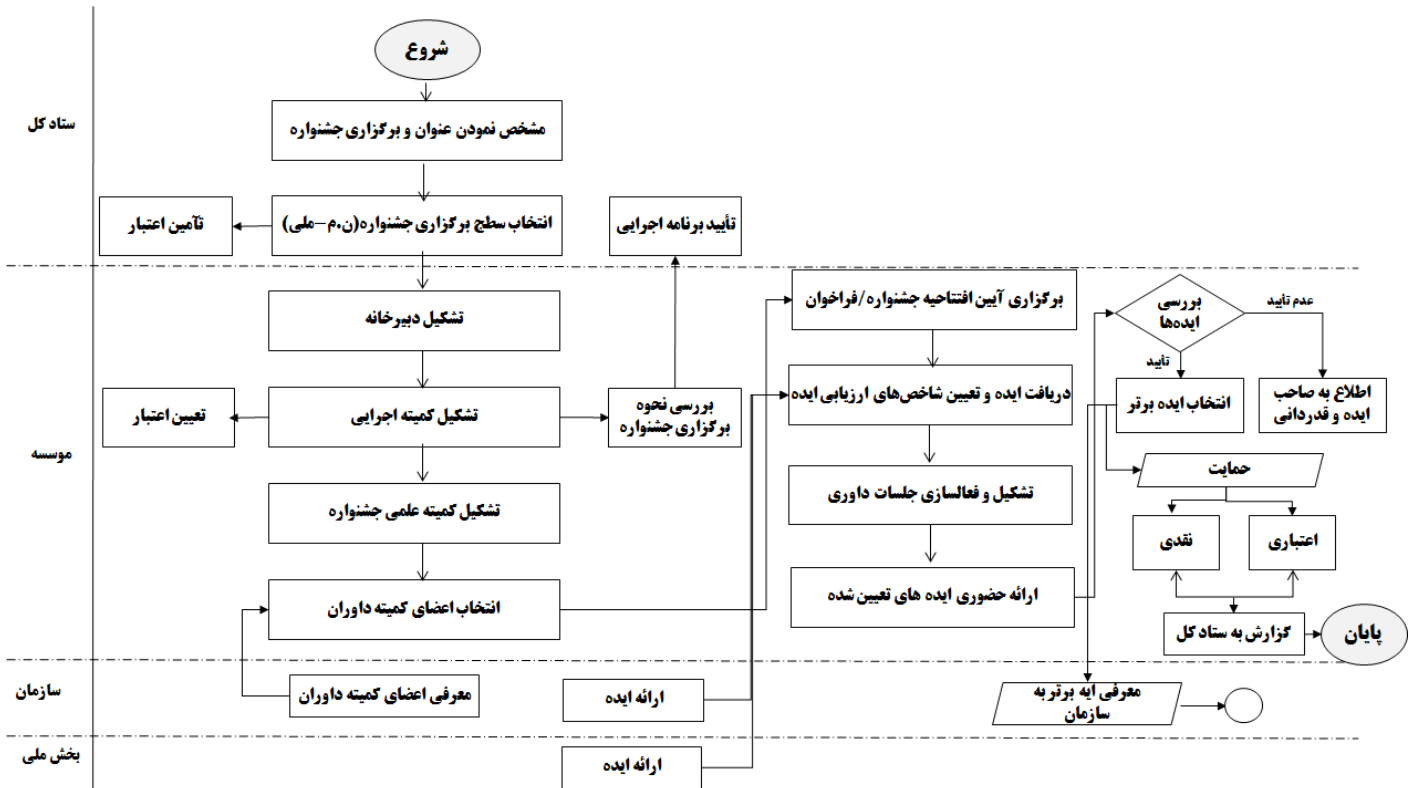 شروع
ستاد کل
مشخص نمودن عنوان و برگزاری جشنواره
انتخاب سطح برگزاری جشنواره(ن.م-ملی)
تآمین اعتبار
تأیید برنامه اجرایی
موسسه
تشکیل دبیرخانه
تشکیل کمیته اجرایی
تعیین اعتبار
بررسی نحوه
برگزاری جشنواره
تشکیل کمیته علمی جشنواره
انتخاب اعضای کمیته داوران
برگزاری آیین افتتاحیه جشنواره/فراخوان
دریافت ایده و تعیین شاخص‌های ارزیابی ایده
تشکیل و فعالسازی جلسات داوری
ارائه حضوری ایده های تعیین شده
بررسی
ایده‌ها
عدم تأیید
تأیید
انتخاب ایده برتر
اطلاع به صاحب
ایده و قدردانی
حمایت
نقدی
اعتباری
گزارش به ستاد کل
پایان
سازمان
معرفی اعضای کمیته داوران
ارائه ایده
معرفی ایه برتر به
سازمان
بخش ملی
ارائه ایده